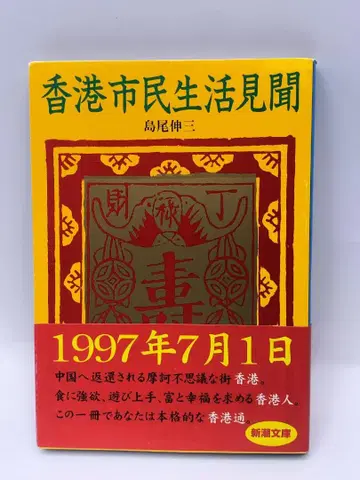 香港市民生活見聞
島尾伸三
財 祿 丁
壽
1997年7月1日
中国へ返還される摩訶不思議な街香港。
食に強欲、遊び上手、富と幸福を求める香港人。
この一冊であなたは本格的な香港通。
新潮文庫